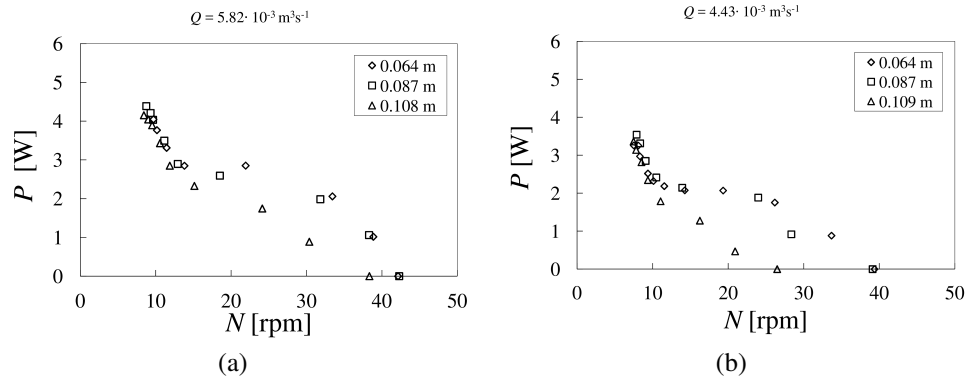 Q = 5.82· 10⁻³ m³s⁻¹
6
5
4
3
2
1
0
P [W]
0.064 m
0.087 m
0.108 m
0 10 20 30 40 50
N [rpm]
(a)
Q = 4.43· 10⁻³ m³s⁻¹
6
5
4
3
2
1
0
P [W]
0.064 m
0.087 m
0.109 m
0 10 20 30 40 50
N [rpm]
(b)